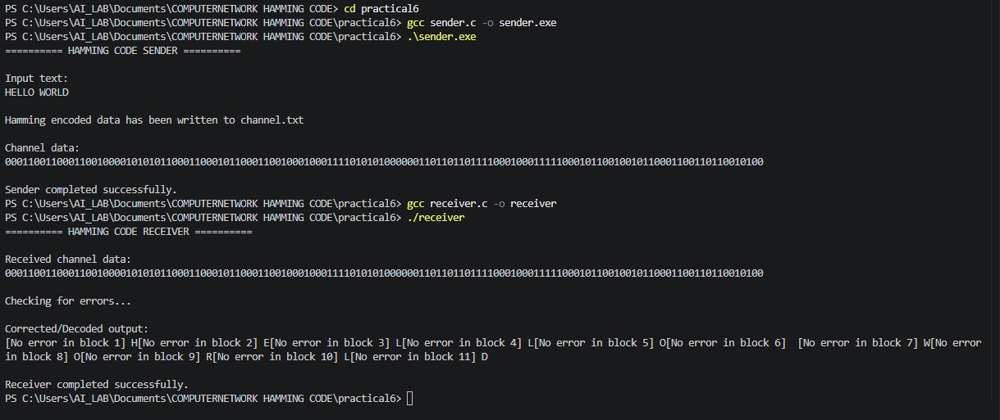 PS C:\Users\AI_LAB\Documents\COMPUTERNETWORK HAMMING CODE> cd practical6
PS C:\Users\AI_LAB\Documents\COMPUTERNETWORK HAMMING CODE\practical6> gcc sender.c -o sender.exe
PS C:\Users\AI_LAB\Documents\COMPUTERNETWORK HAMMING CODE\practical6> .\sender.exe
========== HAMMING CODE SENDER ==========
Input text:
HELLO WORLD
Hamming encoded data has been written to channel.txt
Channel data:
Sender completed successfully.
PS C:\Users\AI_LAB\Documents\COMPUTERNETWORK HAMMING CODE\practical6> gcc receiver.c -o receiver
PS C:\Users\AI_LAB\Documents\COMPUTERNETWORK HAMMING CODE\practical6> ./receiver
========== HAMMING CODE RECEIVER ==========
Received channel data:
Checking for errors...
Corrected/Decoded output:
[No error in block 1] H[No error in block 2] E[No error in block 3] L[No error in block 4] L[No error in block 5] O[No error in block 6]  [No error in block 7] W[No error
in block 8] O[No error in block 9] R[No error in block 10] L[No error in block 11] D
Receiver completed successfully.
PS C:\Users\AI_LAB\Documents\COMPUTERNETWORK HAMMING CODE\practical6>